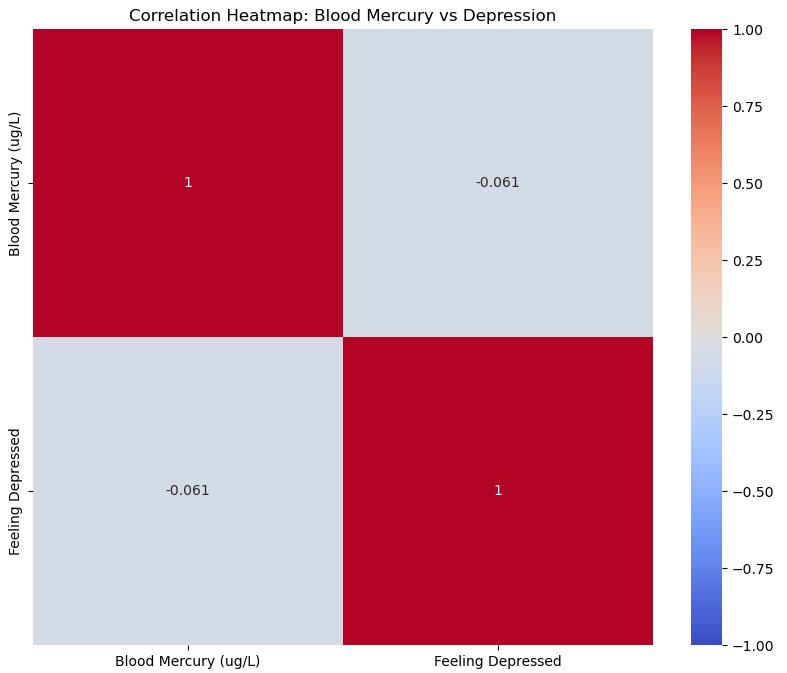 Correlation Heatmap: Blood Mercury vs Depression
Blood Mercury (ug/L)
Feeling Depressed
1
-0.061
-0.061
1
Blood Mercury (ug/L)
Feeling Depressed
1.00
0.75
0.50
0.25
0.00
−0.25
−0.50
−0.75
−1.00